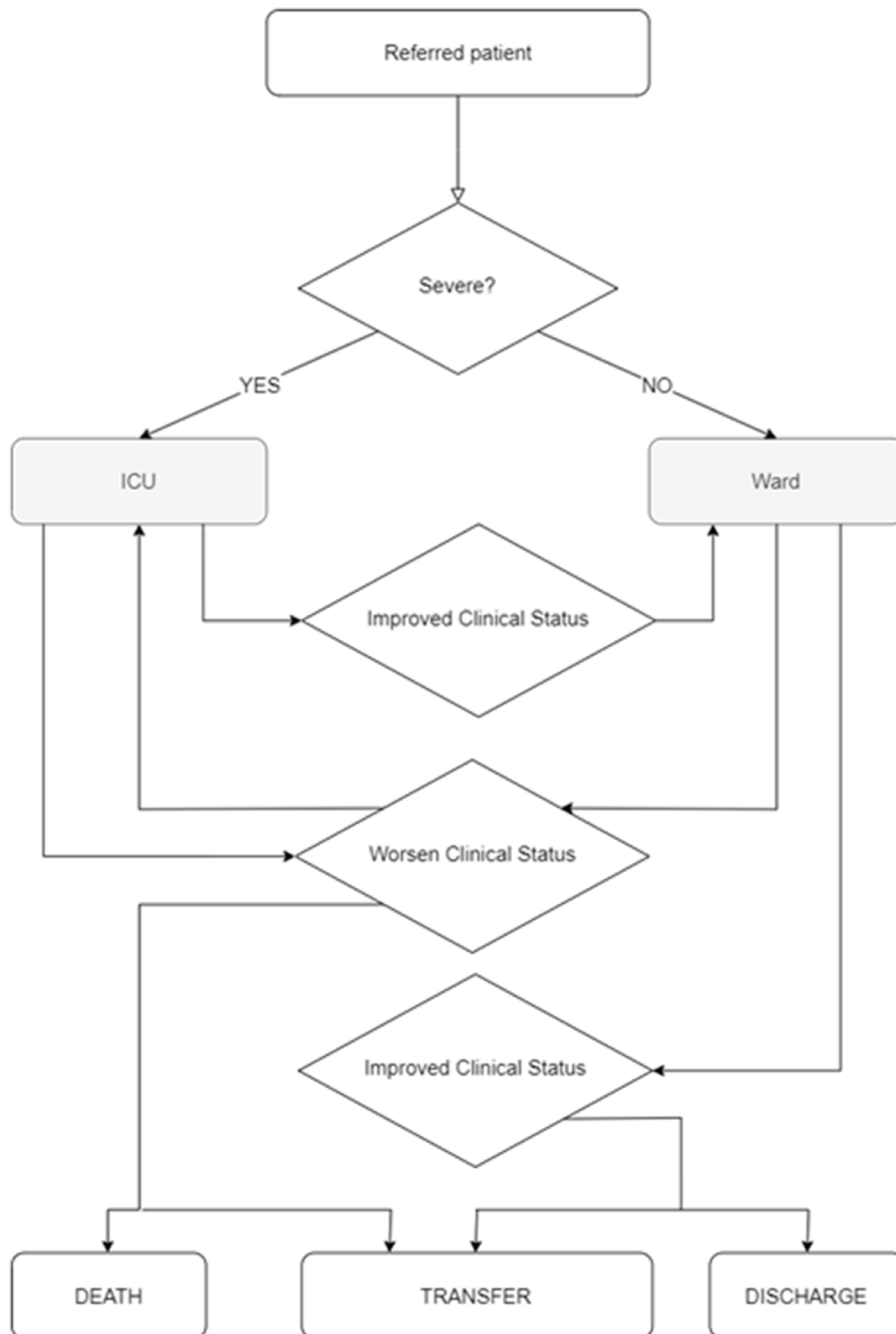 Referred patient
Severe?
YES
NO
ICU
Ward
Improved Clinical Status
Worsen Clinical Status
Improved Clinical Status
DEATH
TRANSFER
DISCHARGE